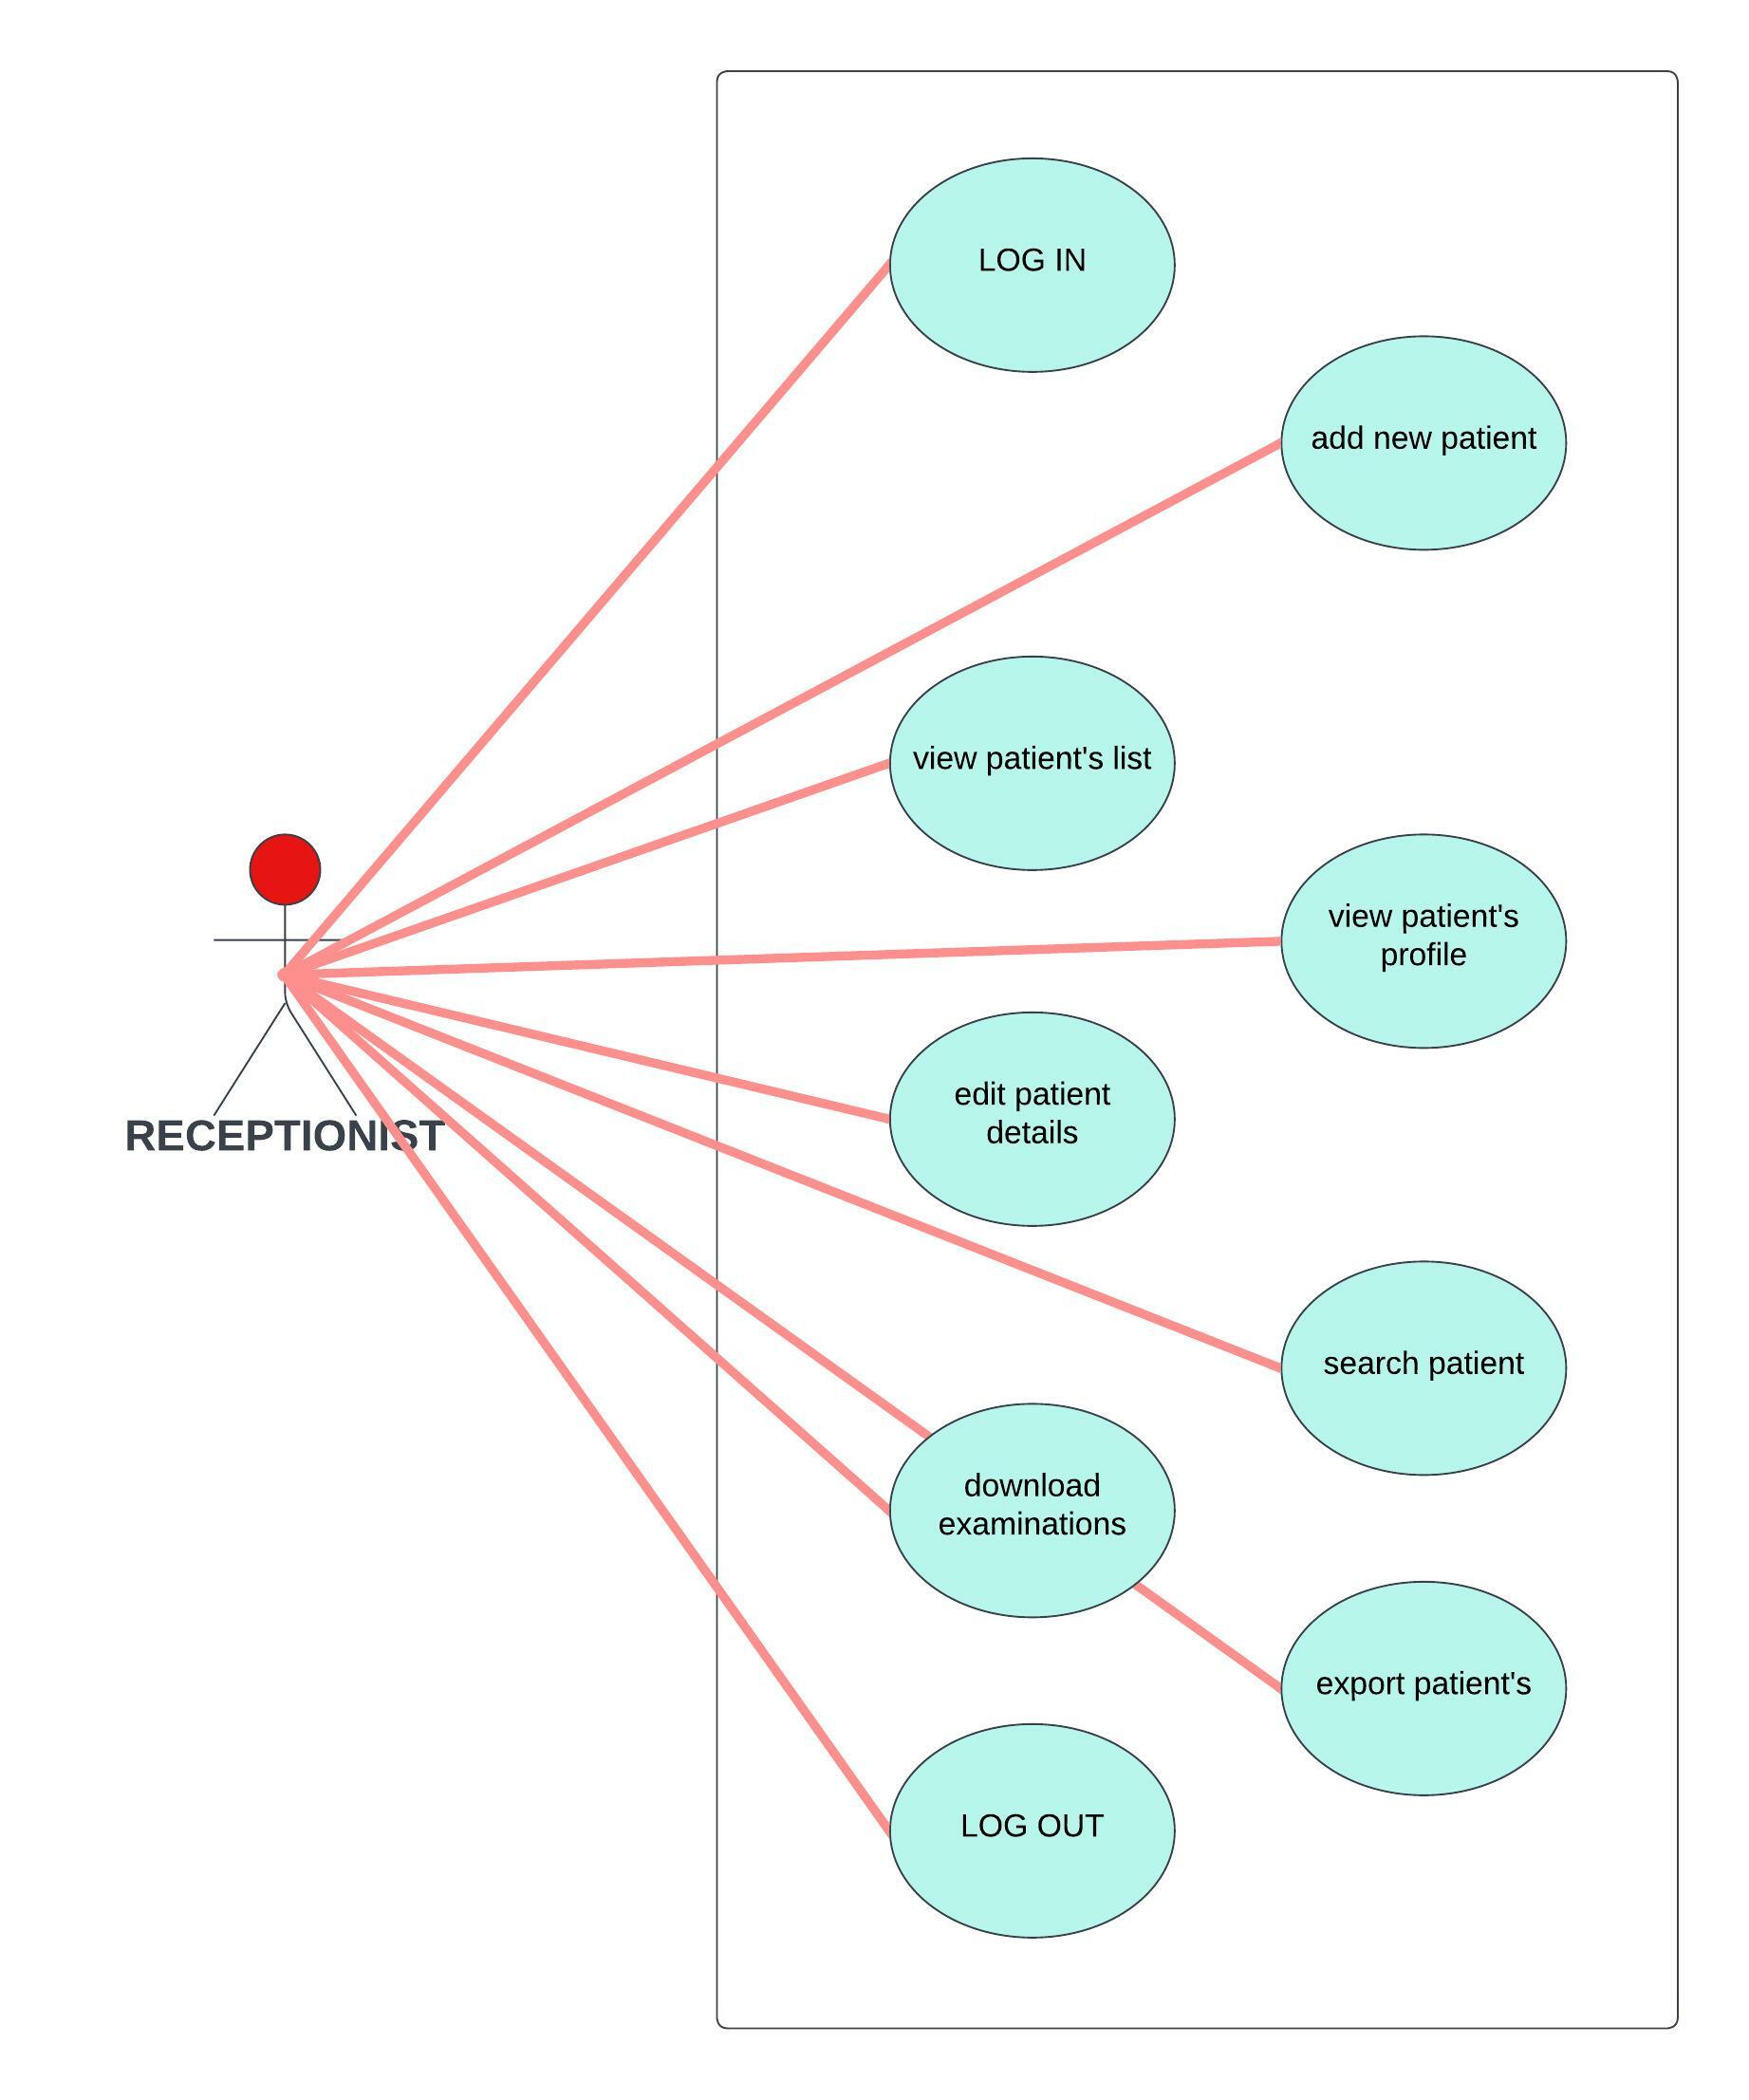 LOG IN
add new patient
view patient's list
view patient's
profile
edit patient
details
RECEPTIONIST
search patient
download
examinations
export patient's
LOG OUT